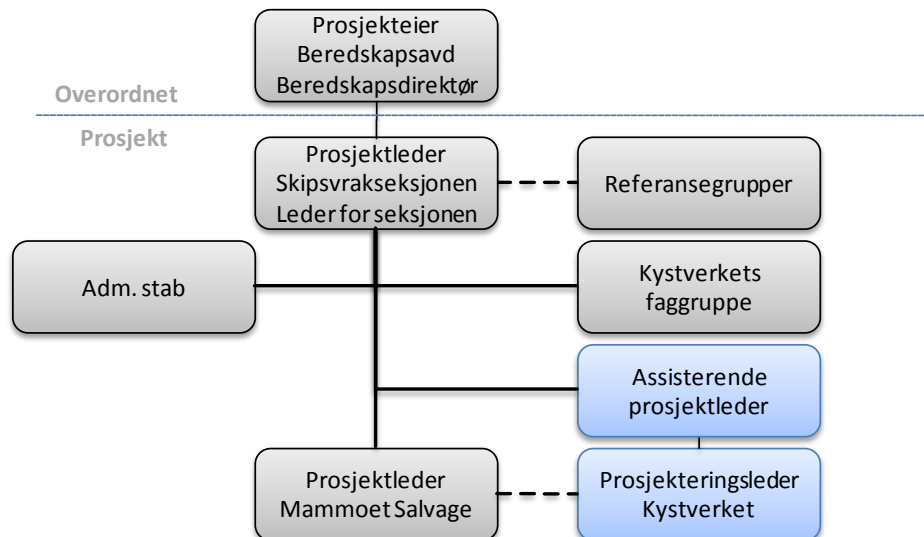 Prosjekteier
Beredskapsavd
Beredskapsdirektør
Overordnet
Prosjekt
Prosjektleder
Skipsvrakseksjonen
Leder for seksjonen
Referansegrupper
Adm. stab
Kystverkets
faggruppe
Assisterende
prosjektleder
Prosjektleder
Mammoet Salvage
Prosjekteringsleder
Kystverket